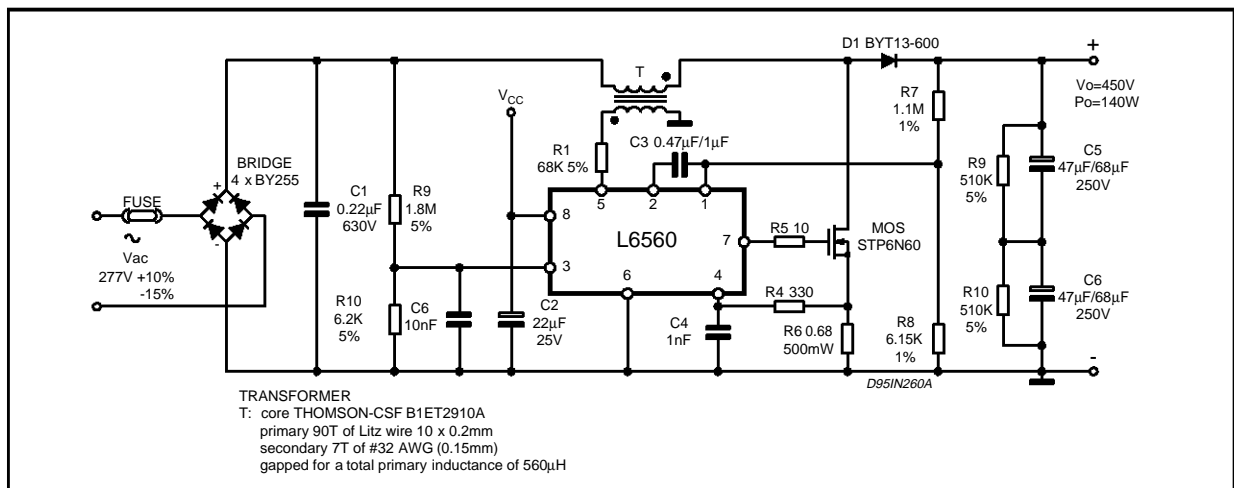 D1 BYT13-600
+
T
Vo=450V
Po=140W
R7
1.1M
1%
VCC
C3 0.47µF/1µF
R1
68K 5%
BRIDGE
4 x BY255
+
-
FUSE
Vac
277V +10%
-15%
C1
0.22µF
630V
R9
1.8M
5%
R9
510K
5%
C5
47µF/68µF
250V
5
2
1
8
L6560
7
3
6
4
R5 10
MOS
STP6N60
R10
6.2K
5%
C6
10nF
C2
22µF
25V
C4
1nF
R4 330
R6 0.68
500mW
R8
6.15K
1%
R10
510K
5%
C6
47µF/68µF
250V
-
D95IN260A
TRANSFORMER
T: core THOMSON-CSF B1ET2910A
primary 90T of Litz wire 10 x 0.2mm
secondary 7T of #32 AWG (0.15mm)
gapped for a total primary inductance of 560µH